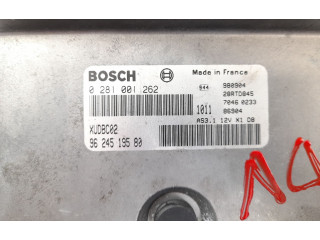 BOSCH
Made in France
0 281 001 262
980904
28RTD845
7046 0233
1011 06904
AS3.1 12V K1 DB
XUDBC02
96 245 195 80